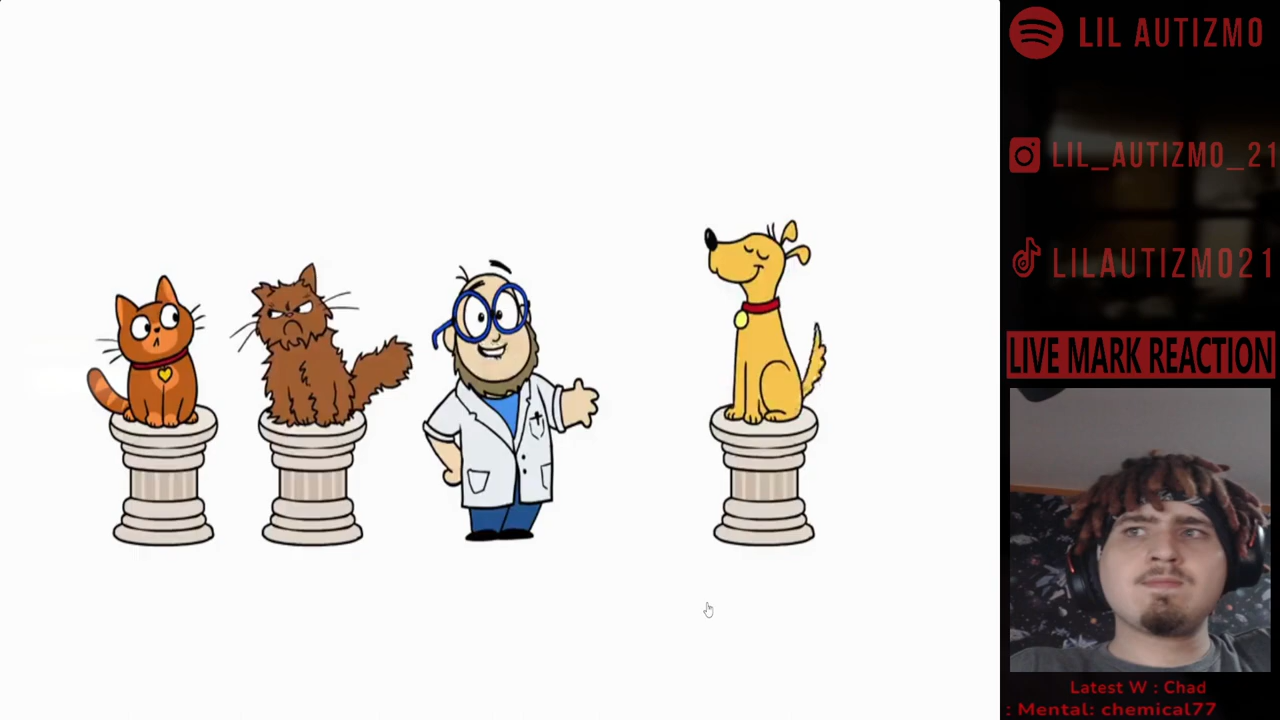 LIL AUTIZMO
LIL_AUTIZMO_21
LILAUTIZMO21
LIVE MARK REACTION
Latest W : Chad
: Mental: chemical77